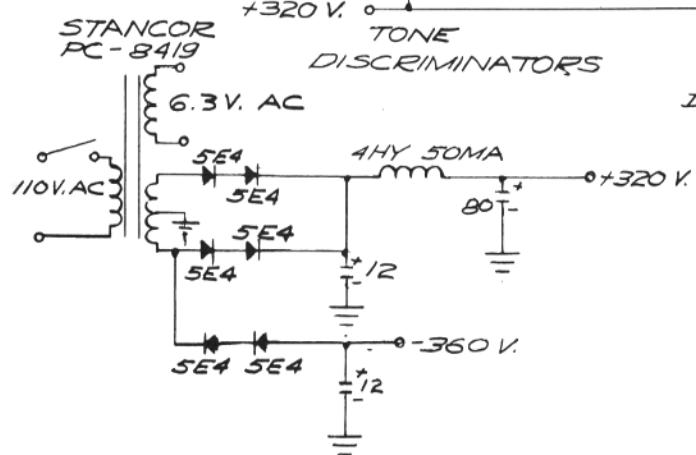 +320 V.
STANCOR
PC-8419
TONE
DISCRIMINATORS
6.3 V. AC
110V. AC
5E4
5E4
4HY 50MA
+320 V.
+
80
-
5E4
5E4
+
12
-
-360 V.
5E4
5E4
+
12
-